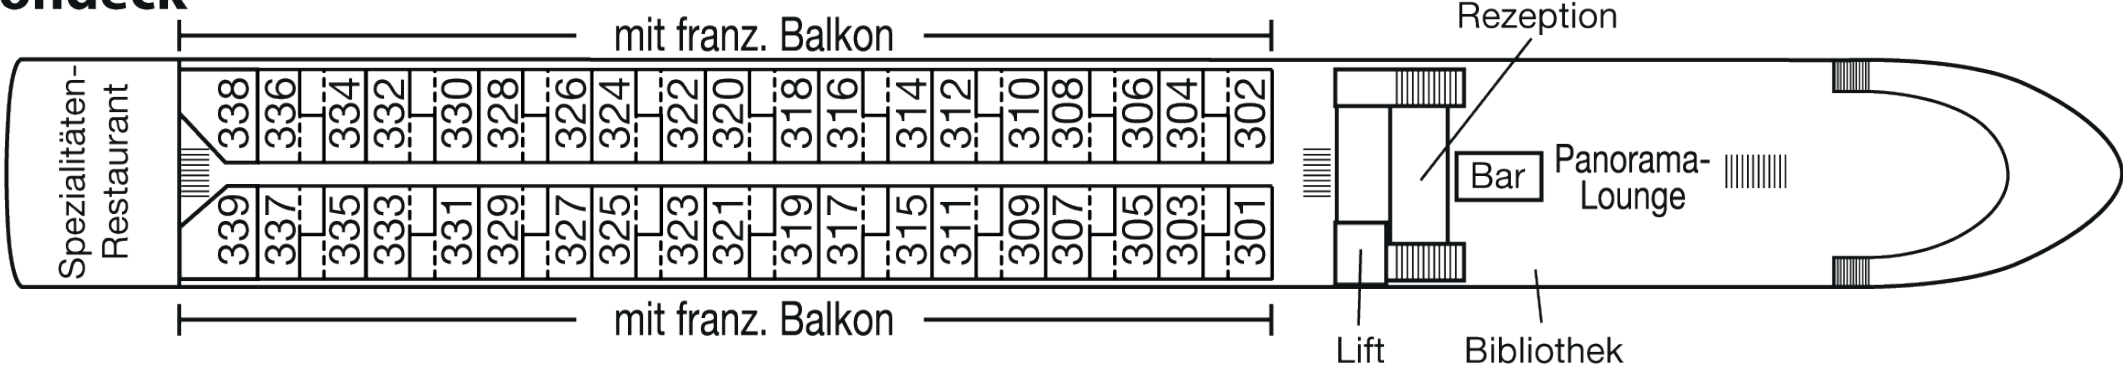 mit franz. Balkon
Rezeption
338 336 334 332 330 328 326 324 322 320 318 316 314 312 310 308 306 304 302
Spezialitäten-
Restaurant
Bar
Panorama-
Lounge
339 337 335 333 331 329 327 325 323 321 319 317 315 311 309 307 305 303 301
mit franz. Balkon
Lift
Bibliothek